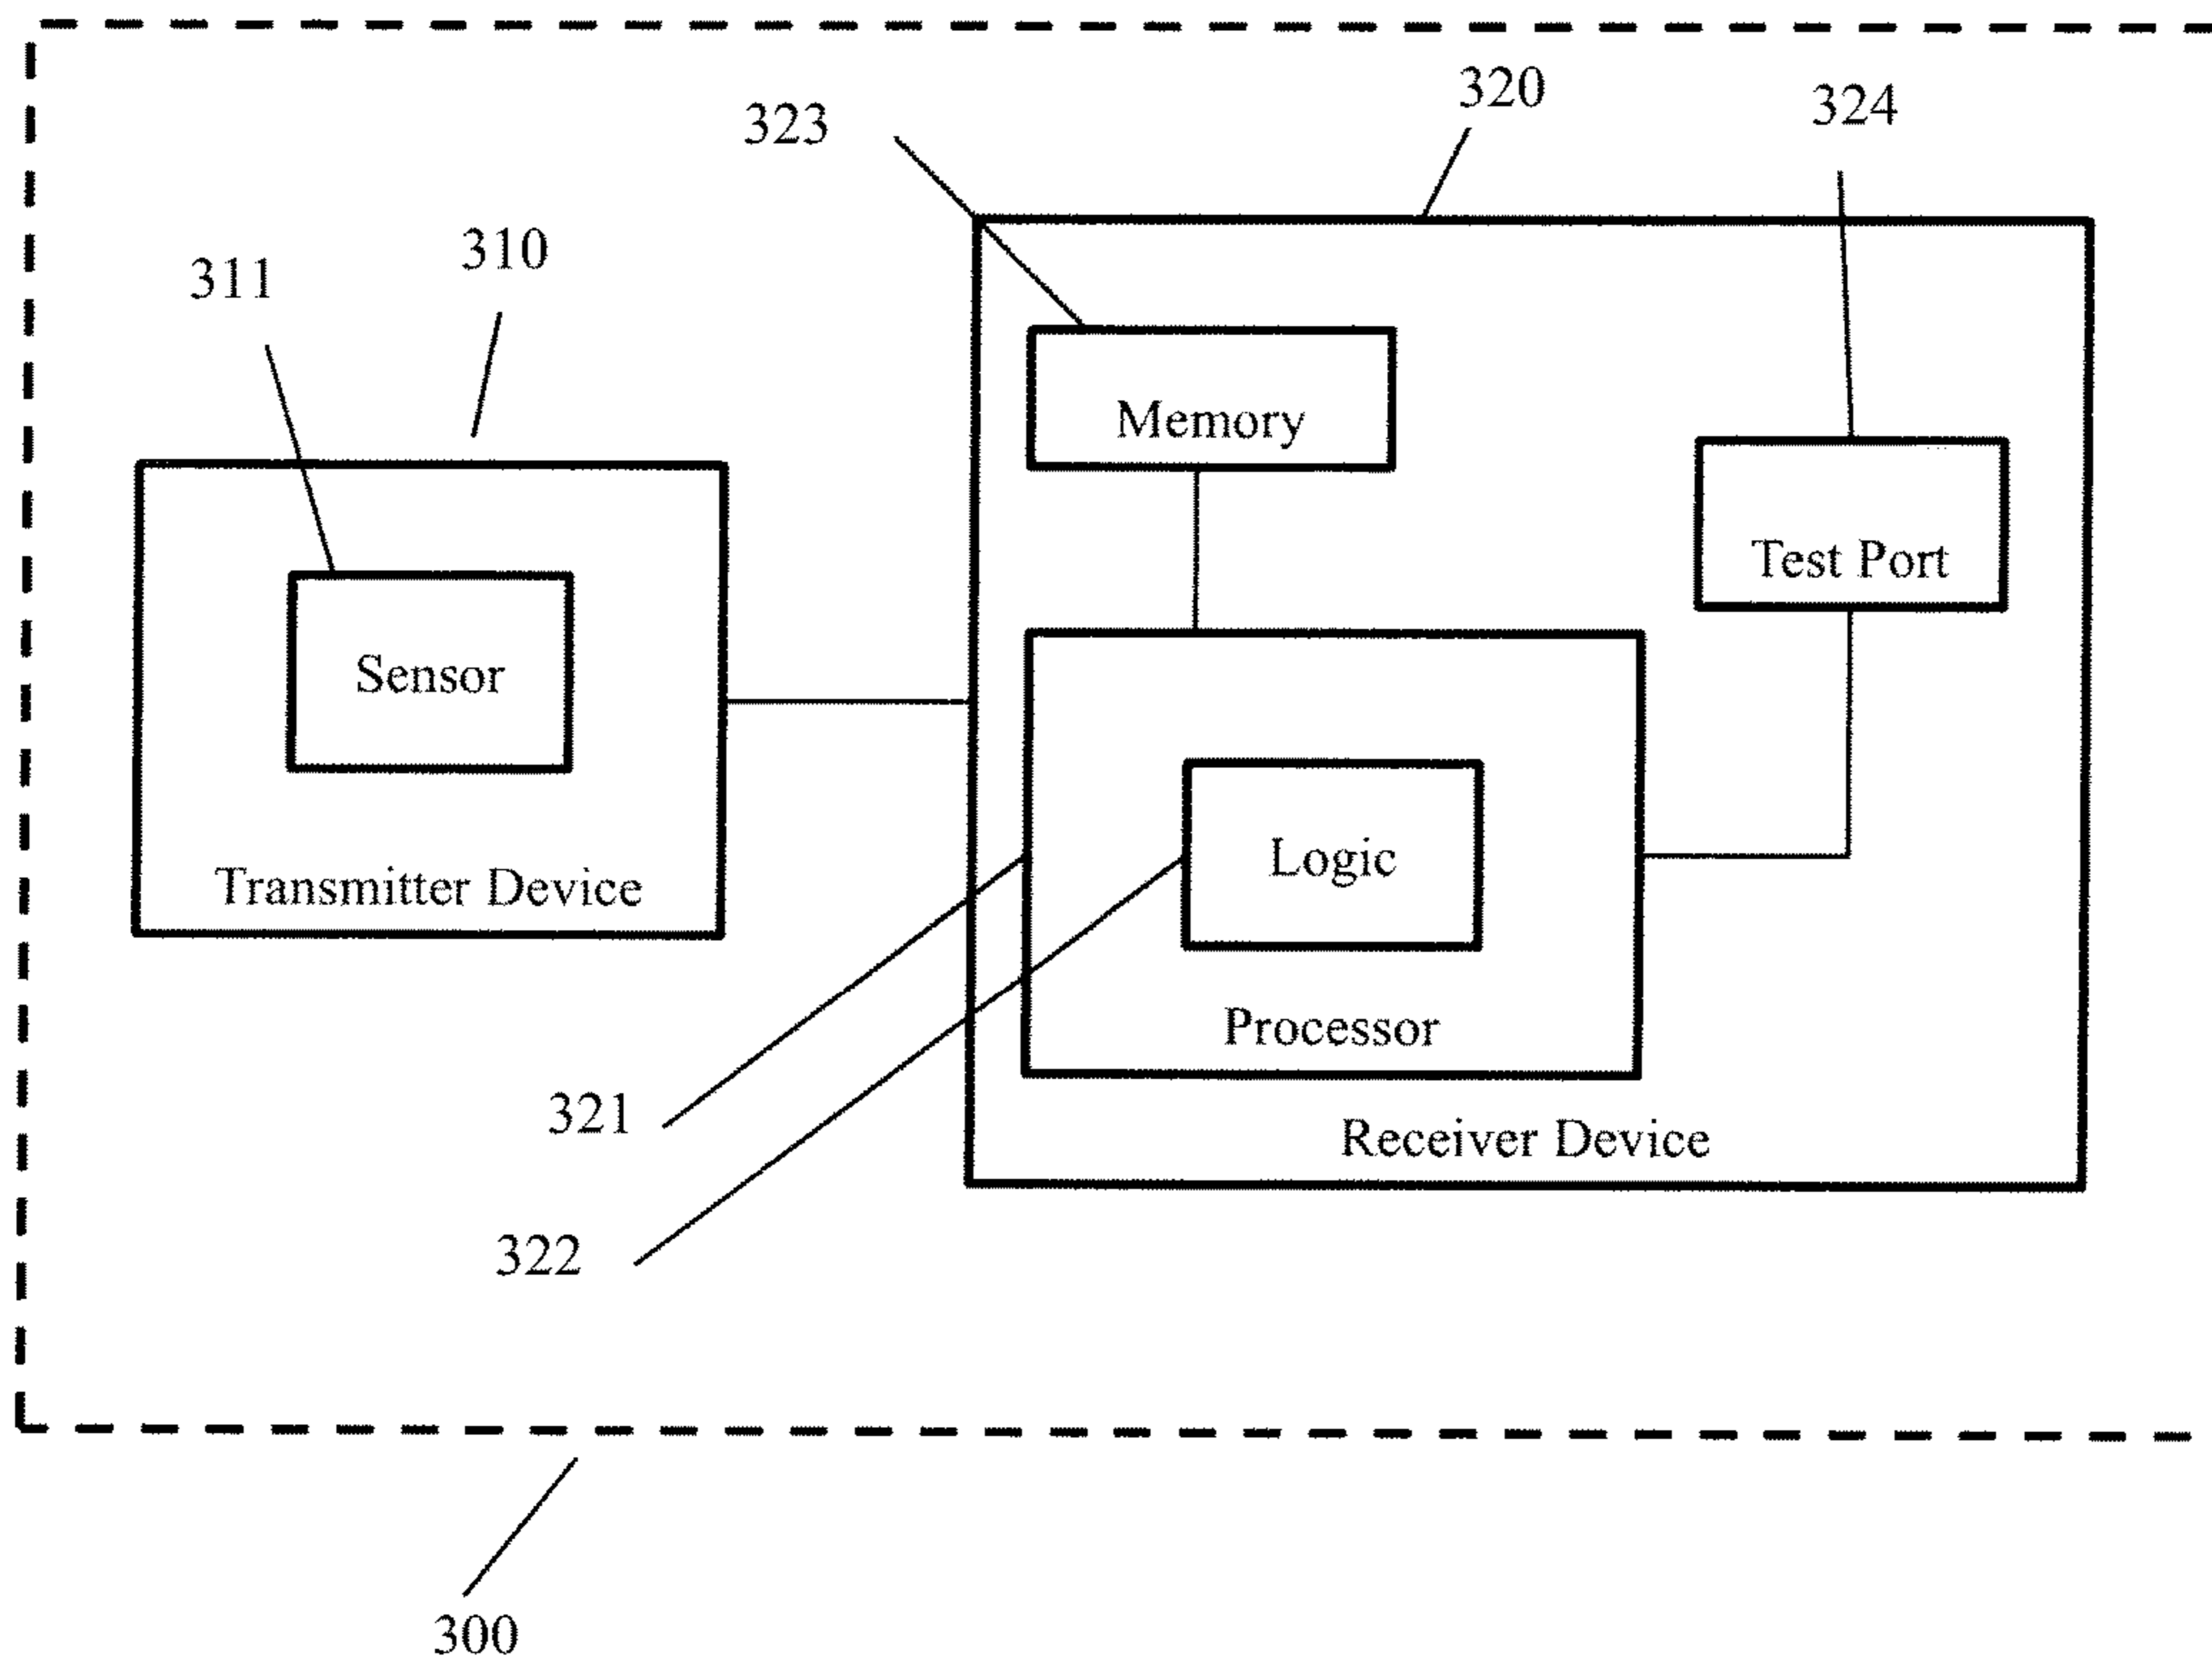 320
324
323
310
311
Memory
Test Port
Sensor
Logic
Transmitter Device
Processor
321
Receiver Device
322
300